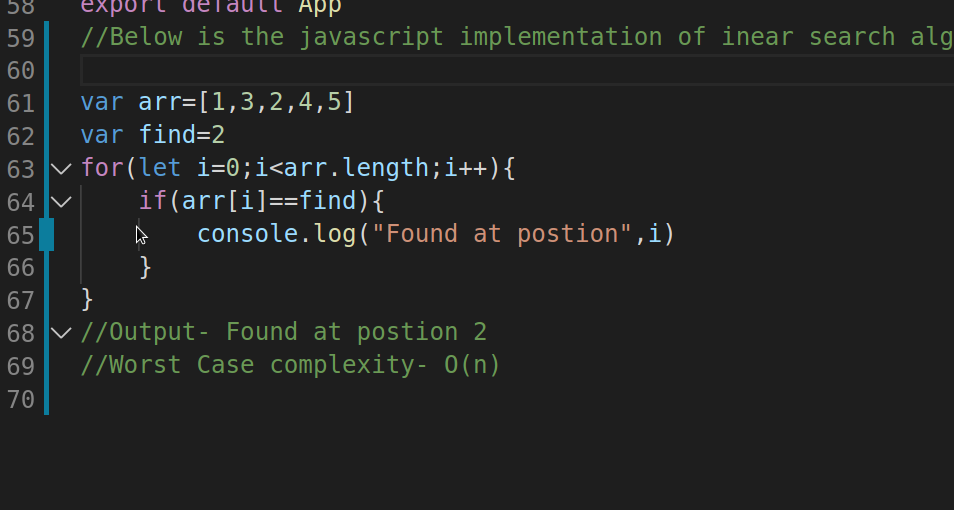 58 export default App
59 //Below is the javascript implementation of inear search alg
60
61 var arr=[1,3,2,4,5]
62 var find=2
63 for(let i=0;i<arr.length;i++){
64 if(arr[i]==find){
65 console.log("Found at postion",i)
66 }
67 }
68 //Output- Found at postion 2
69 //Worst Case complexity- O(n)
70